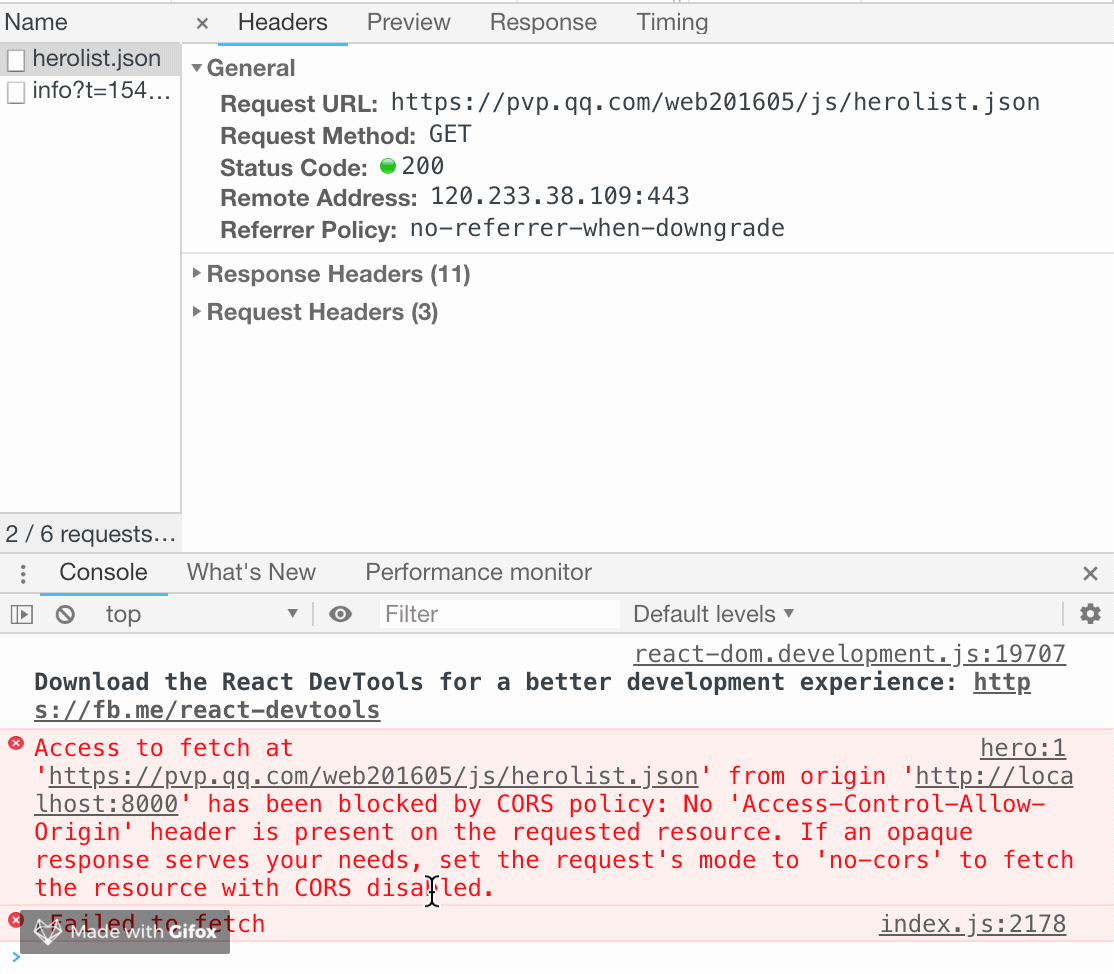 Name
× Headers Preview Response Timing
herolist.json
info?t=154…
General
Request URL: https://pvp.qq.com/web201605/js/herolist.json
Request Method: GET
Status Code: 200
Remote Address: 120.233.38.109:443
Referrer Policy: no-referrer-when-downgrade
Response Headers (11)
Request Headers (3)
2 / 6 requests…
Console What's New Performance monitor ×
top Filter Default levels
react-dom.development.js:19707
Download the React DevTools for a better development experience: http
s://fb.me/react-devtools
Access to fetch at hero:1
'https://pvp.qq.com/web201605/js/herolist.json' from origin 'http://loca
lhost:8000' has been blocked by CORS policy: No 'Access-Control-Allow-
Origin' header is present on the requested resource. If an opaque
response serves your needs, set the request's mode to 'no-cors' to fetch
the resource with CORS disabled.
Failed to fetch index.js:2178
Made with Gifox
>